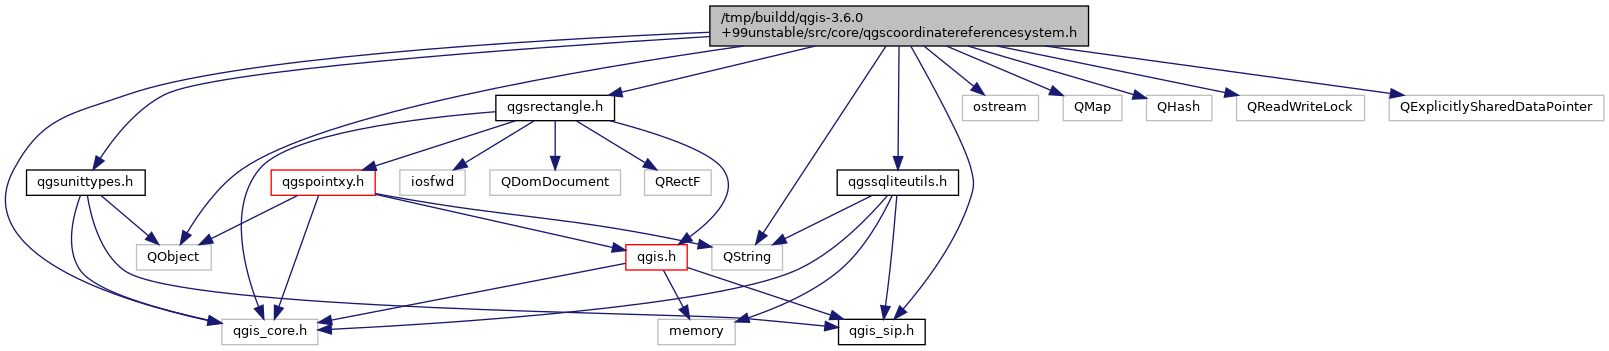 /tmp/buildd/qgis-3.6.0
+99unstable/src/core/qgscoordinatereferencesystem.h
qgsrectangle.h
ostream
QMap
QHash
QReadWriteLock
QExplicitlySharedDataPointer
qgsunittypes.h
qgspointxy.h
iosfwd
QDomDocument
QRectF
qgssqliteutils.h
QObject
qgis.h
QString
qgis_core.h
memory
qgis_sip.h